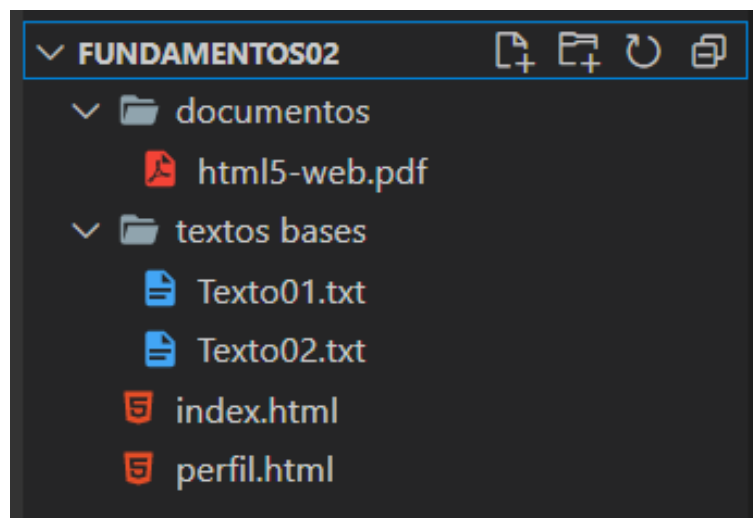 FUNDAMENTOS02
documentos
html5-web.pdf
textos bases
Texto01.txt
Texto02.txt
index.html
perfil.html